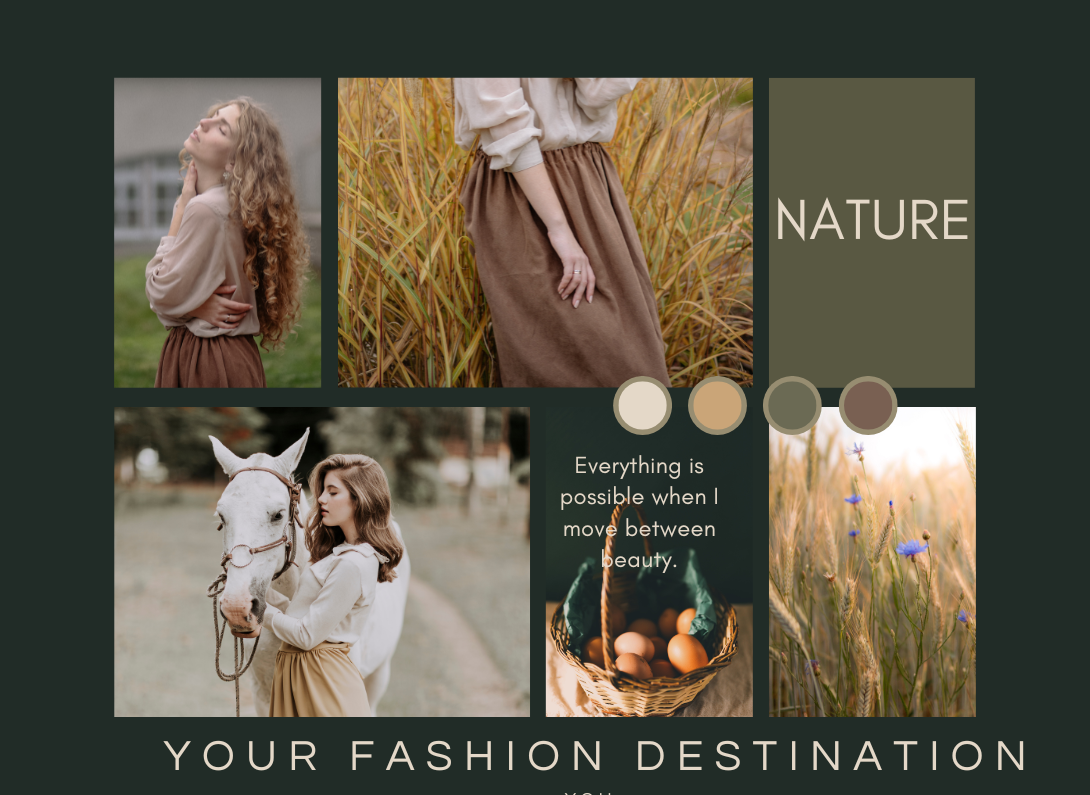 NATURE
Everything is
possible when I
move between
beauty.
YOUR FASHION DESTINATION